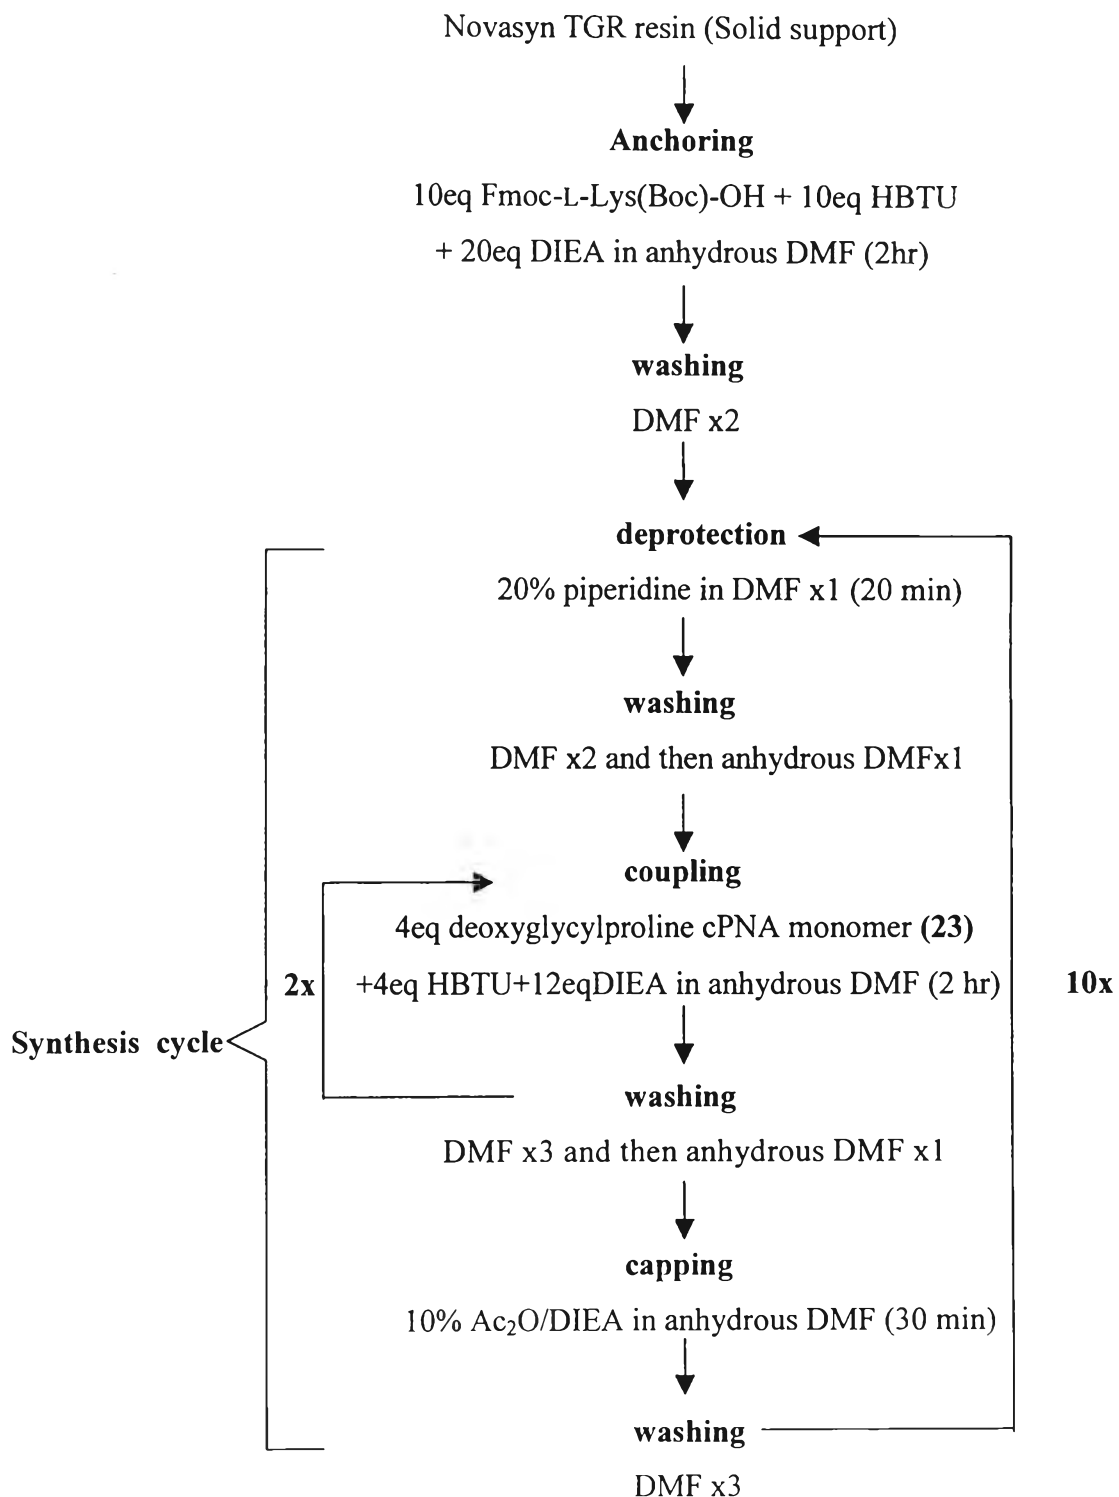 Novasyn TGR resin (Solid support)
Anchoring
10eq Fmoc-L-Lys(Boc)-OH + 10eq HBTU
+ 20eq DIEA in anhydrous DMF (2hr)
washing
DMF x2
deprotection
20% piperidine in DMF x1 (20 min)
washing
DMF x2 and then anhydrous DMFx1
coupling
4eq deoxyglycylproline cPNA monomer (23)
2x
+4eq HBTU+12eqDIEA in anhydrous DMF (2 hr)
10x
Synthesis cycle
washing
DMF x3 and then anhydrous DMF x1
capping
10% Ac₂O/DIEA in anhydrous DMF (30 min)
washing
DMF x3